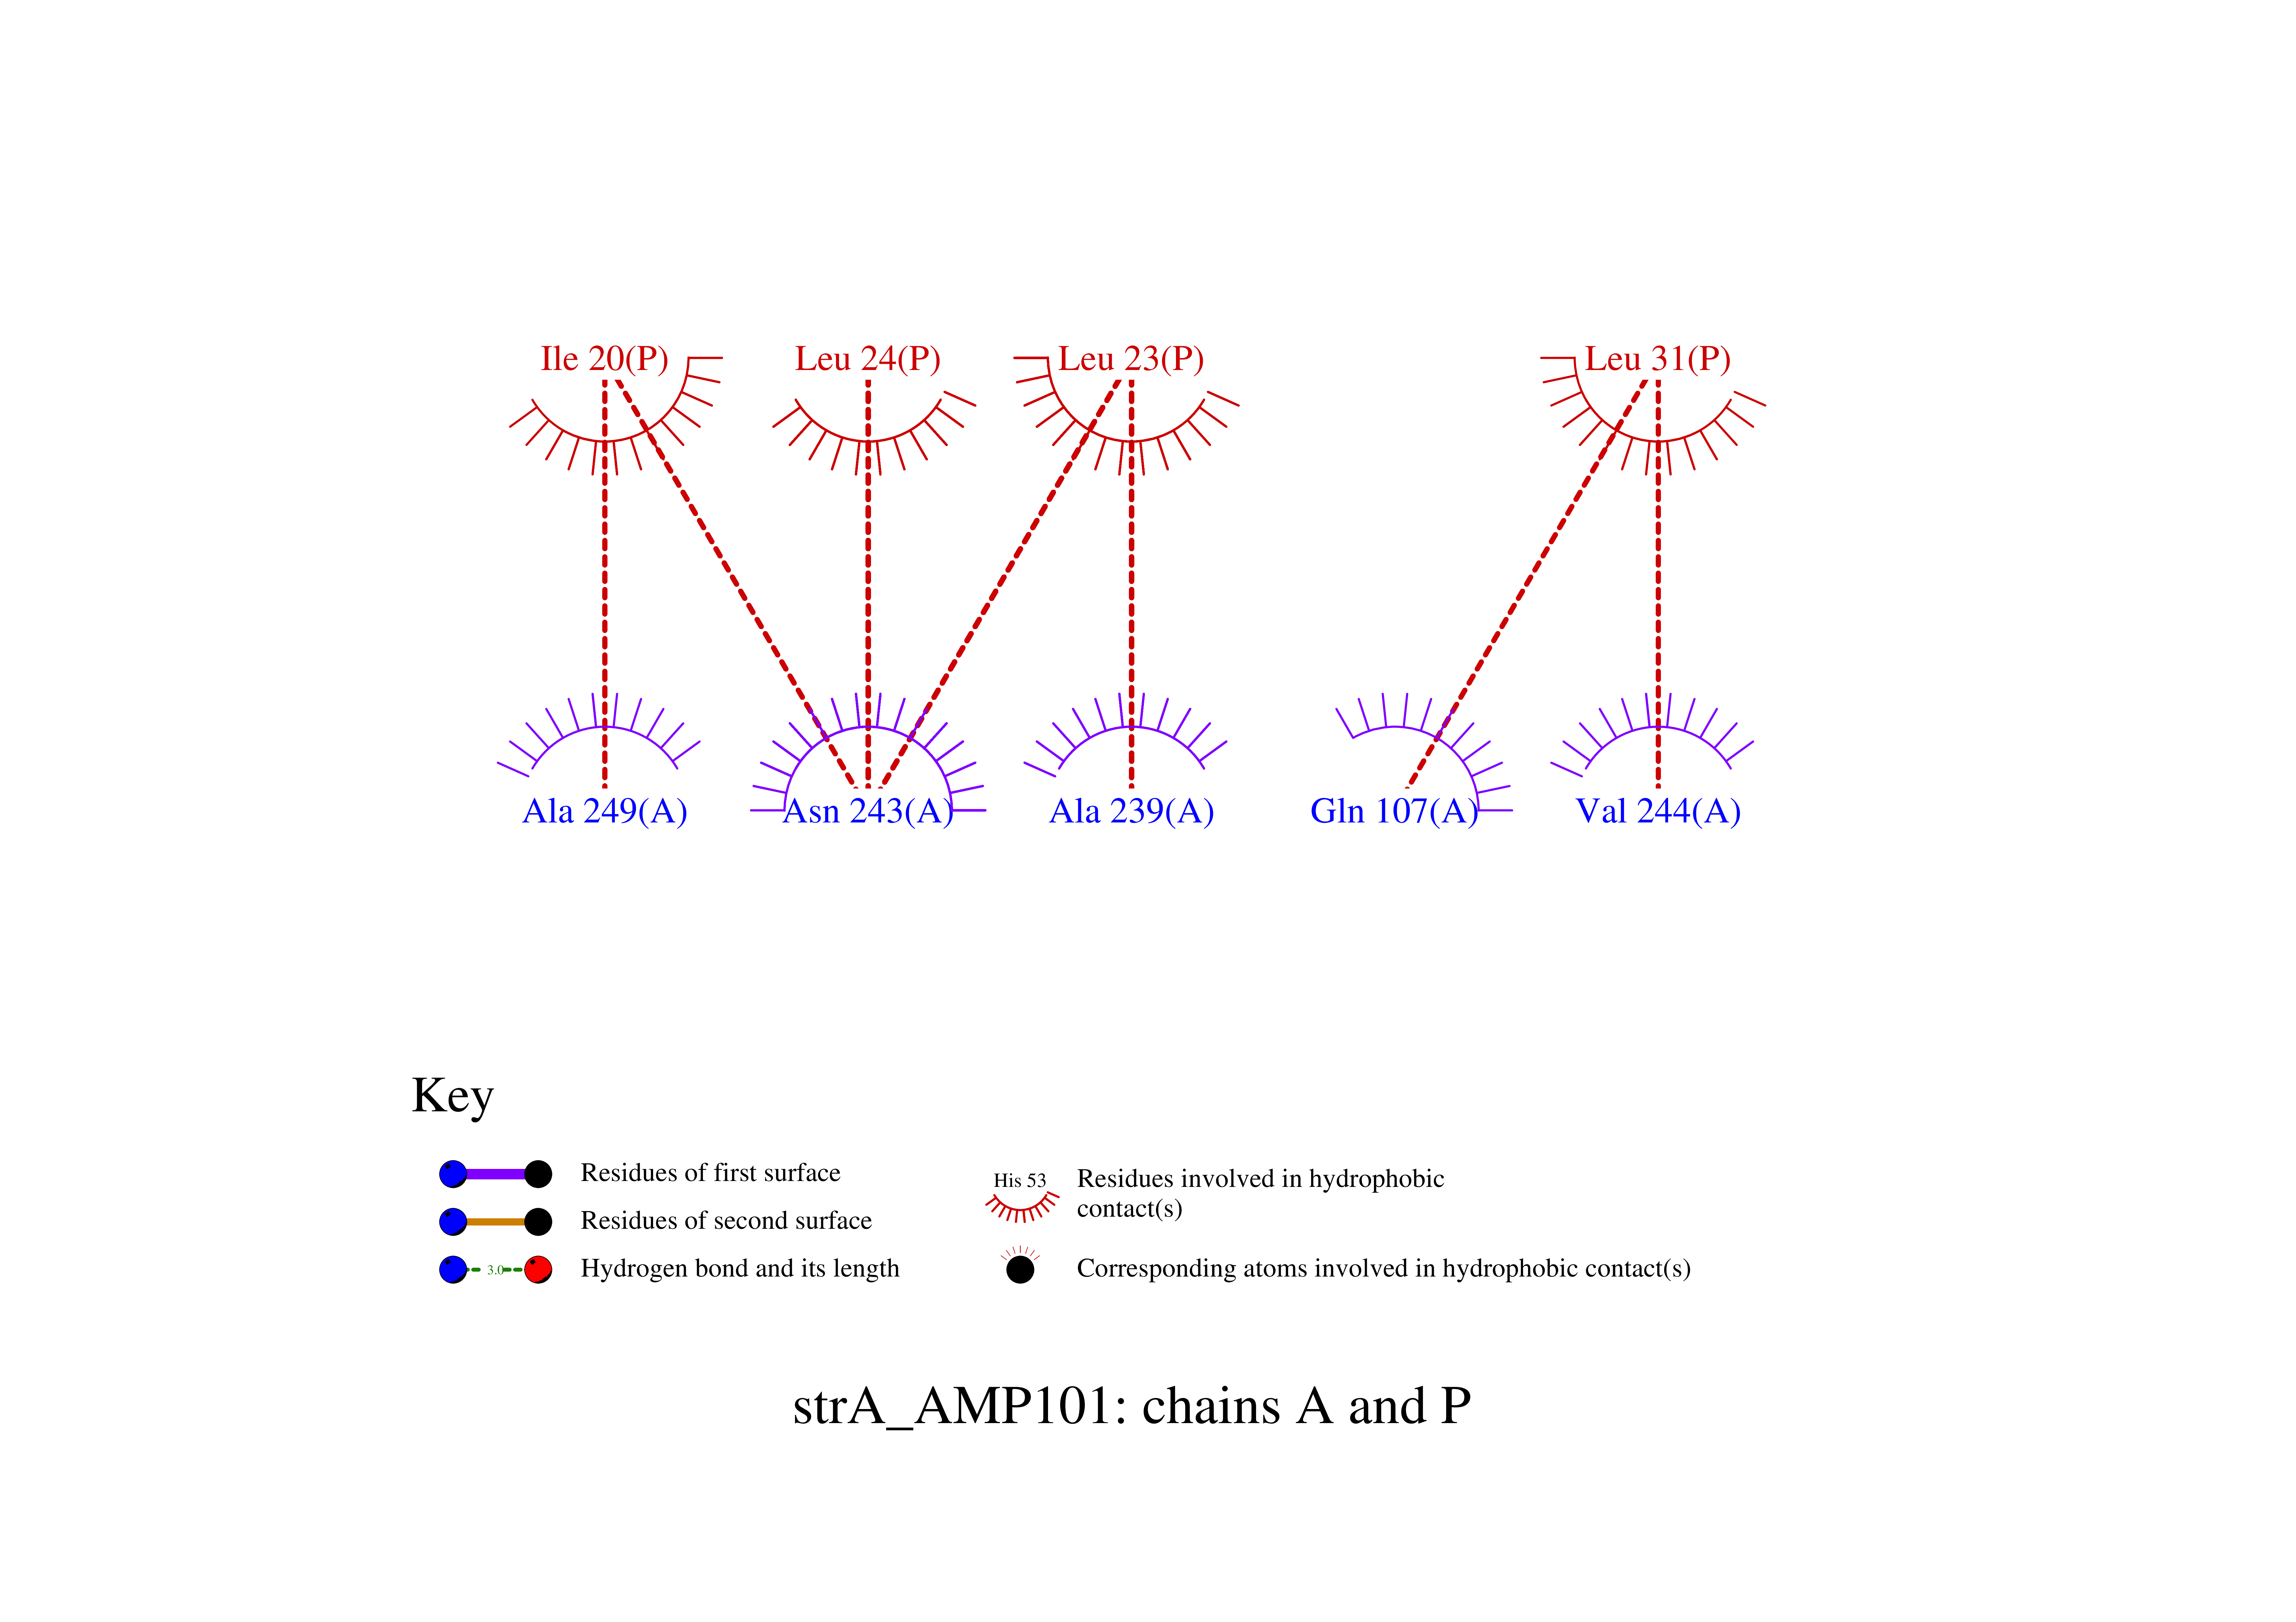 Ile 20(P) Leu 24(P) Leu 23(P) Leu 31(P)
Ala 249(A) Asn 243(A) Ala 239(A) Gln 107(A) Val 244(A)
Key
Residues of first surface
Residues of second surface
3.0 Hydrogen bond and its length
His 53 Residues involved in hydrophobic
contact(s)
Corresponding atoms involved in hydrophobic contact(s)
strA_AMP101: chains A and P